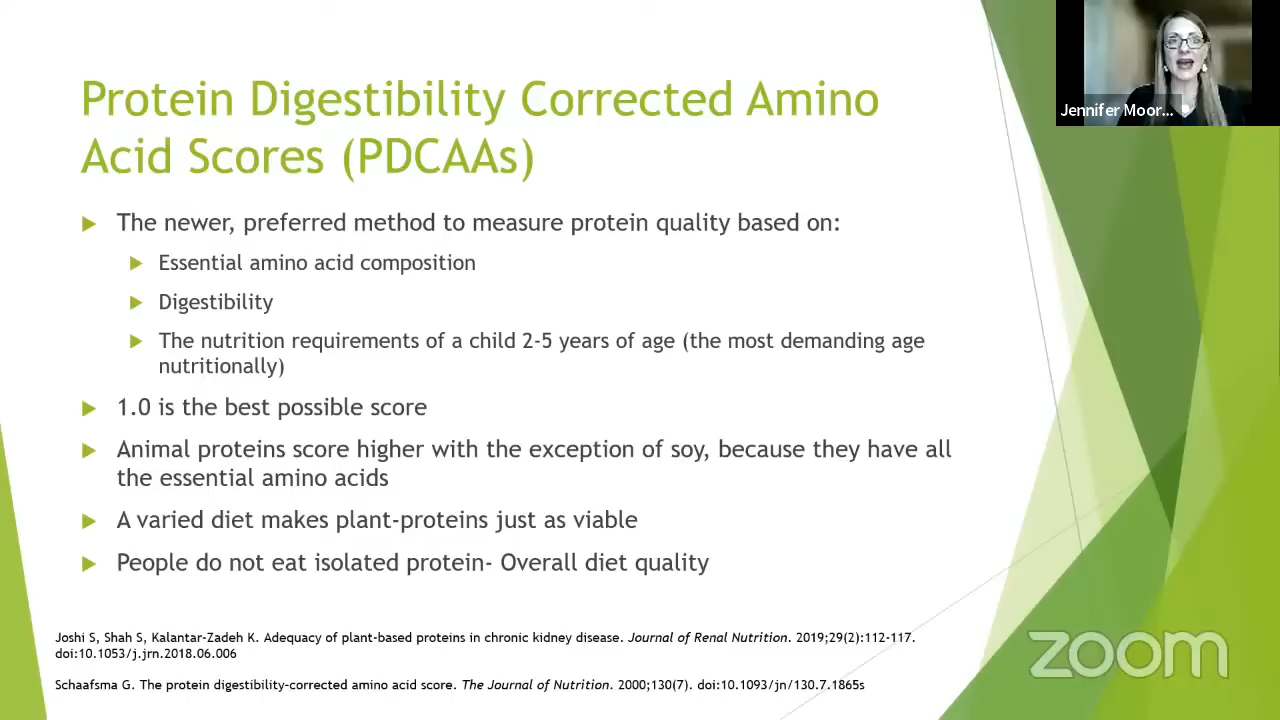 Protein Digestibility Corrected Amino
Acid Scores (PDCAAs)
The newer, preferred method to measure protein quality based on:
Essential amino acid composition
Digestibility
The nutrition requirements of a child 2-5 years of age (the most demanding age
nutritionally)
1.0 is the best possible score
Animal proteins score higher with the exception of soy, because they have all
the essential amino acids
A varied diet makes plant-proteins just as viable
People do not eat isolated protein- Overall diet quality
Joshi S, Shah S, Kalantar-Zadeh K. Adequacy of plant-based proteins in chronic kidney disease. Journal of Renal Nutrition. 2019;29(2):112-117.
doi:10.1053/j.jrn.2018.06.006
Schaafsma G. The protein digestibility-corrected amino acid score. The Journal of Nutrition. 2000;130(7). doi:10.1093/jn/130.7.1865s
Jennifer Moor...
zoom